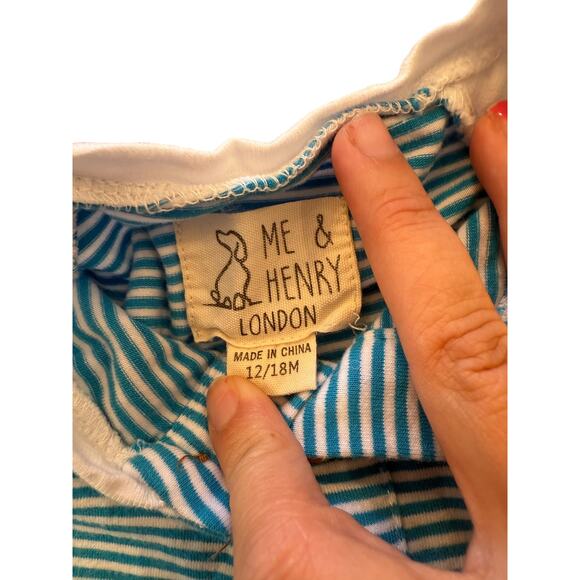 ME &
HENRY
LONDON
MADE IN CHINA
12/18M